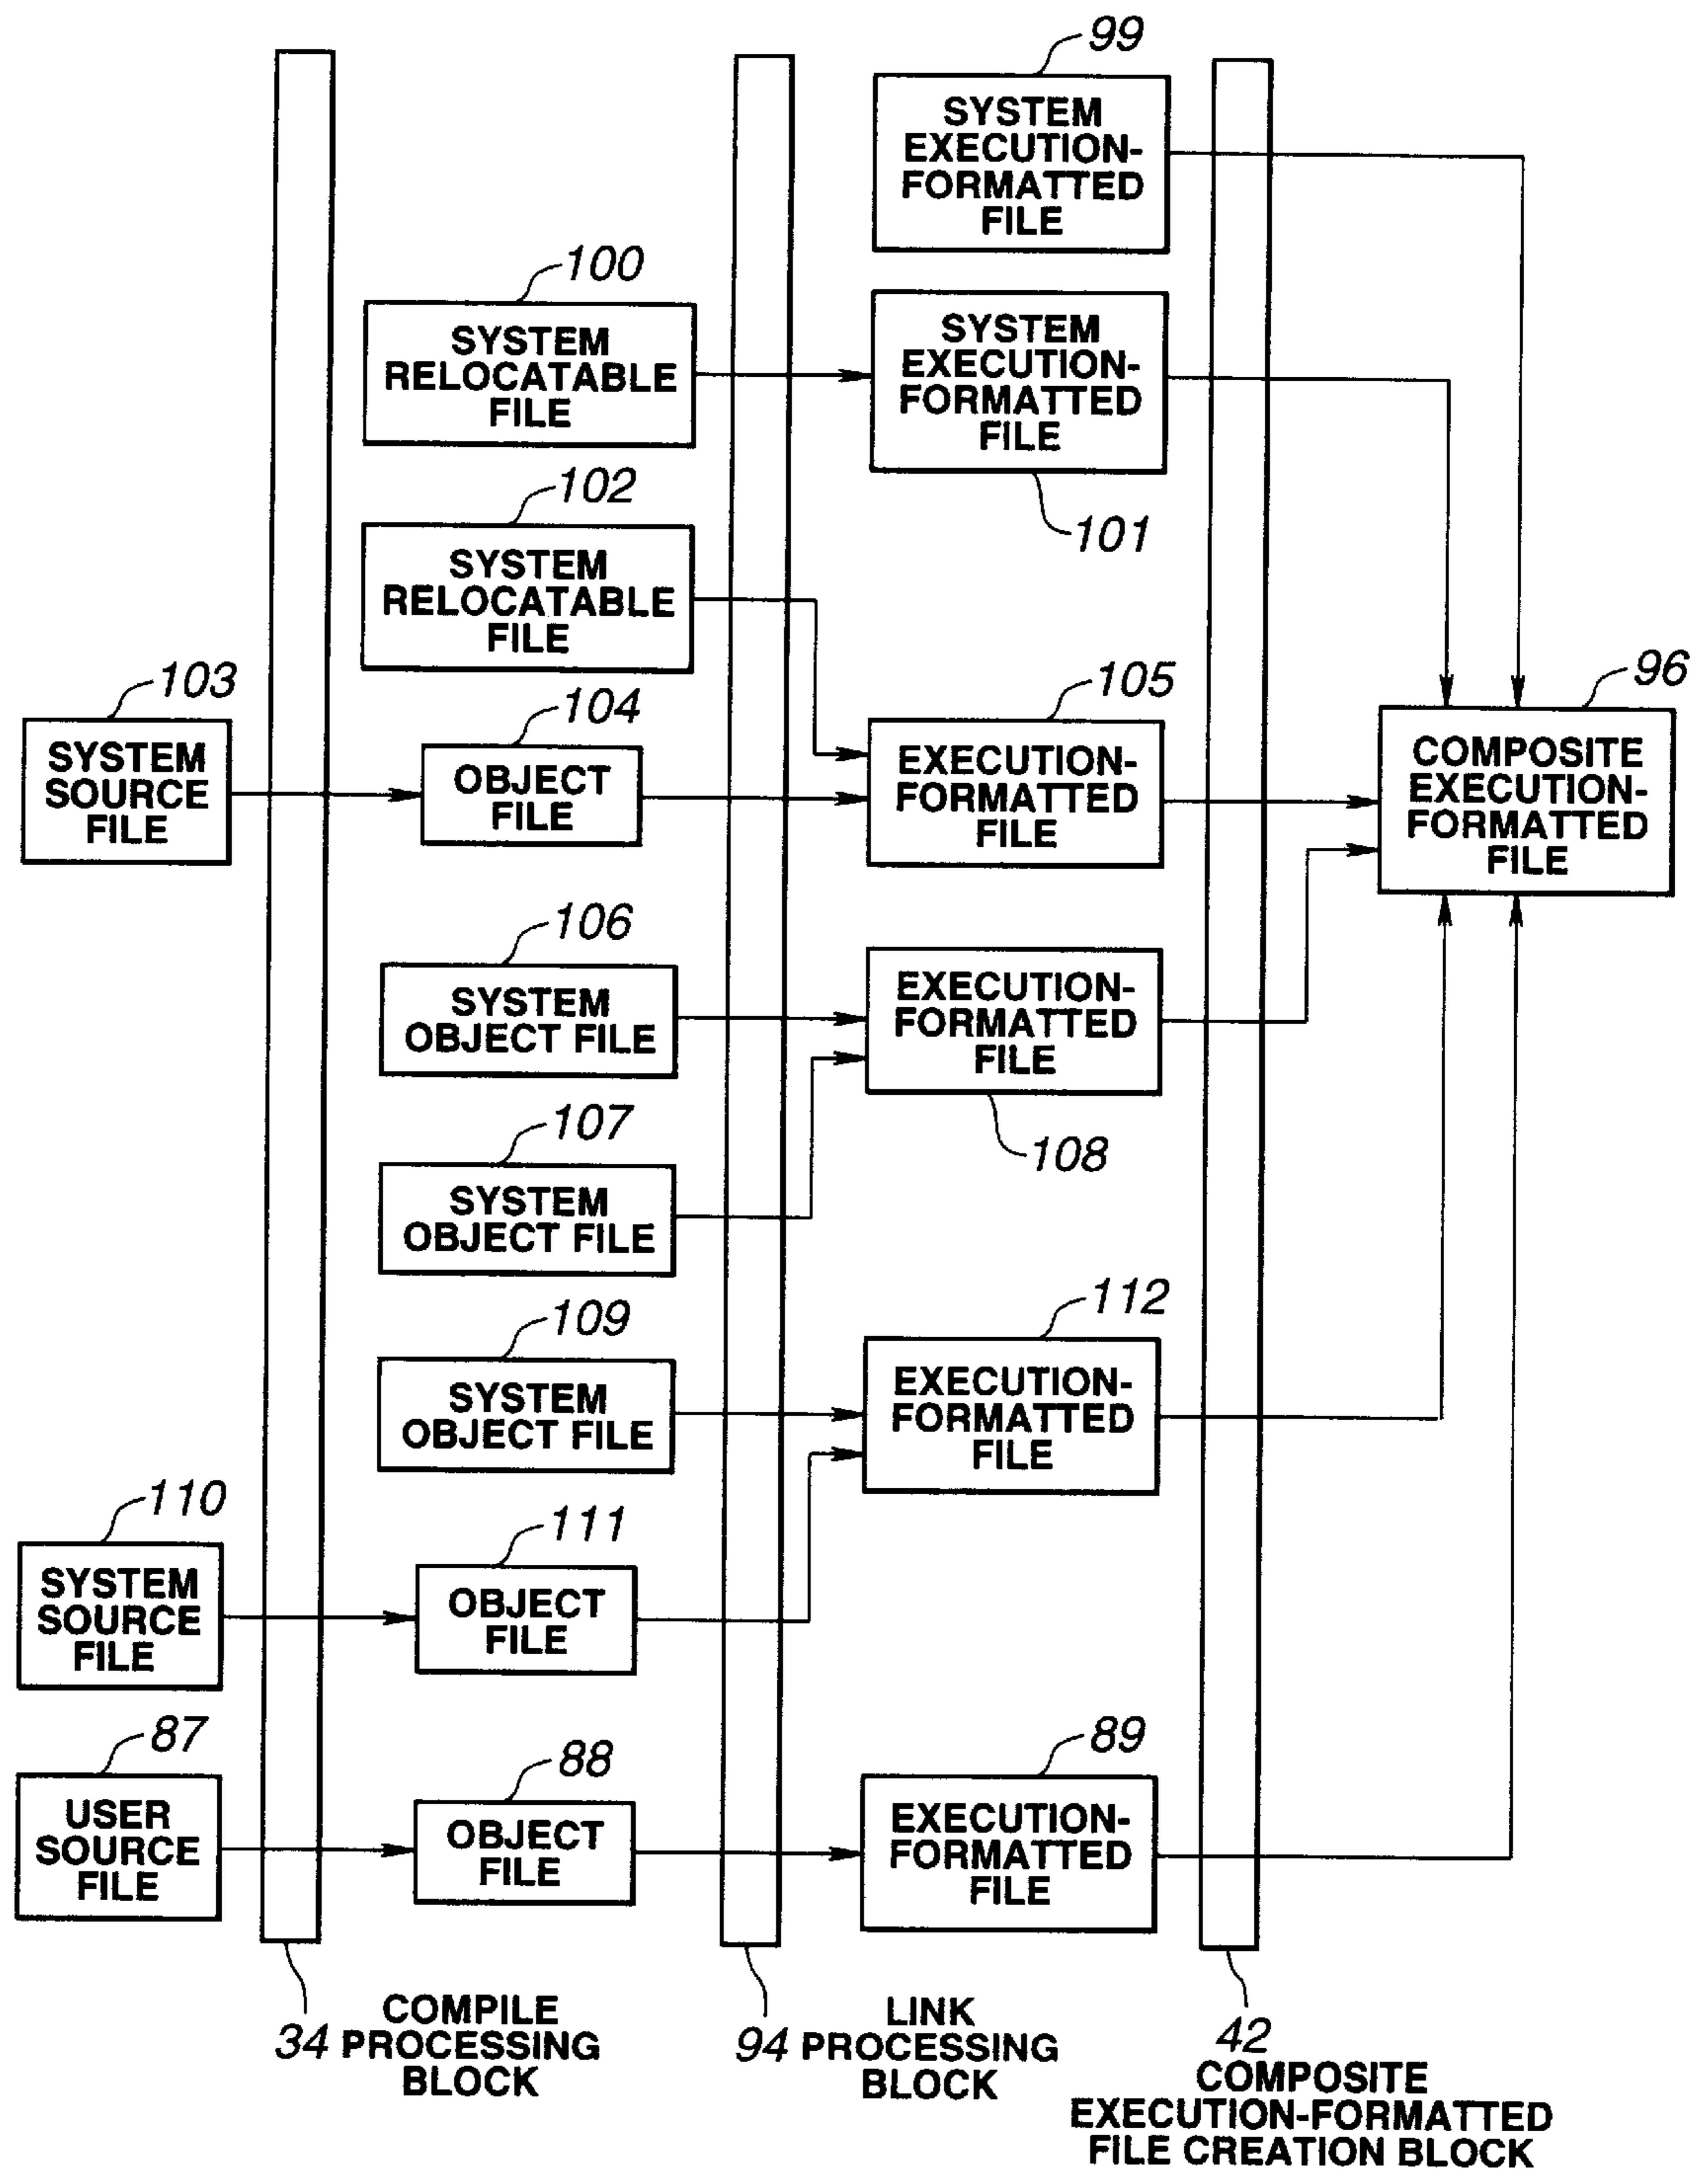 99
SYSTEM
EXECUTION-
FORMATTED
FILE
100
SYSTEM
RELOCATABLE
FILE
SYSTEM
EXECUTION-
FORMATTED
FILE
101
102
SYSTEM
RELOCATABLE
FILE
103
SYSTEM
SOURCE
FILE
104
OBJECT
FILE
105
EXECUTION-
FORMATTED
FILE
96
COMPOSITE
EXECUTION-
FORMATTED
FILE
106
SYSTEM
OBJECT FILE
EXECUTION-
FORMATTED
FILE
108
107
SYSTEM
OBJECT FILE
109
SYSTEM
OBJECT FILE
112
EXECUTION-
FORMATTED
FILE
110
SYSTEM
SOURCE
FILE
111
OBJECT
FILE
87
USER
SOURCE
FILE
88
OBJECT
FILE
89
EXECUTION-
FORMATTED
FILE
COMPILE
34 PROCESSING
BLOCK
LINK
94 PROCESSING
BLOCK
42
COMPOSITE
EXECUTION-FORMATTED
FILE CREATION BLOCK